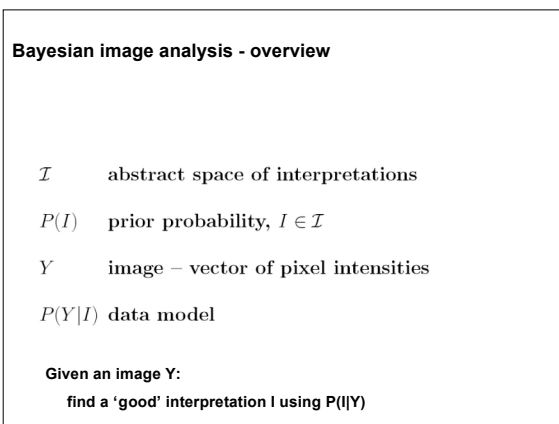 Bayesian image analysis - overview
ℐ abstract space of interpretations
P(I) prior probability, I ∈ ℐ
Y image – vector of pixel intensities
P(Y|I) data model
Given an image Y:
find a ‘good’ interpretation I using P(I|Y)